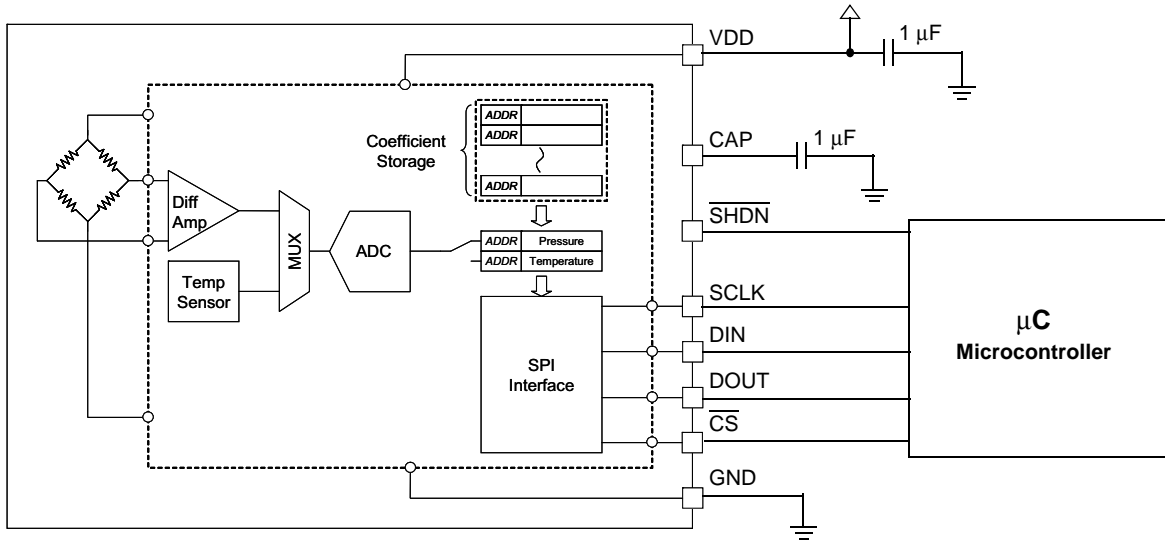 VDD
1 μF
CAP
1 μF
SHDN
SCLK
DIN
DOUT
CS
GND
μC
Microcontroller
Coefficient
Storage
ADDR
ADDR
ADDR
Diff
Amp
MUX
ADC
Temp
Sensor
ADDR Pressure
ADDR Temperature
SPI
Interface